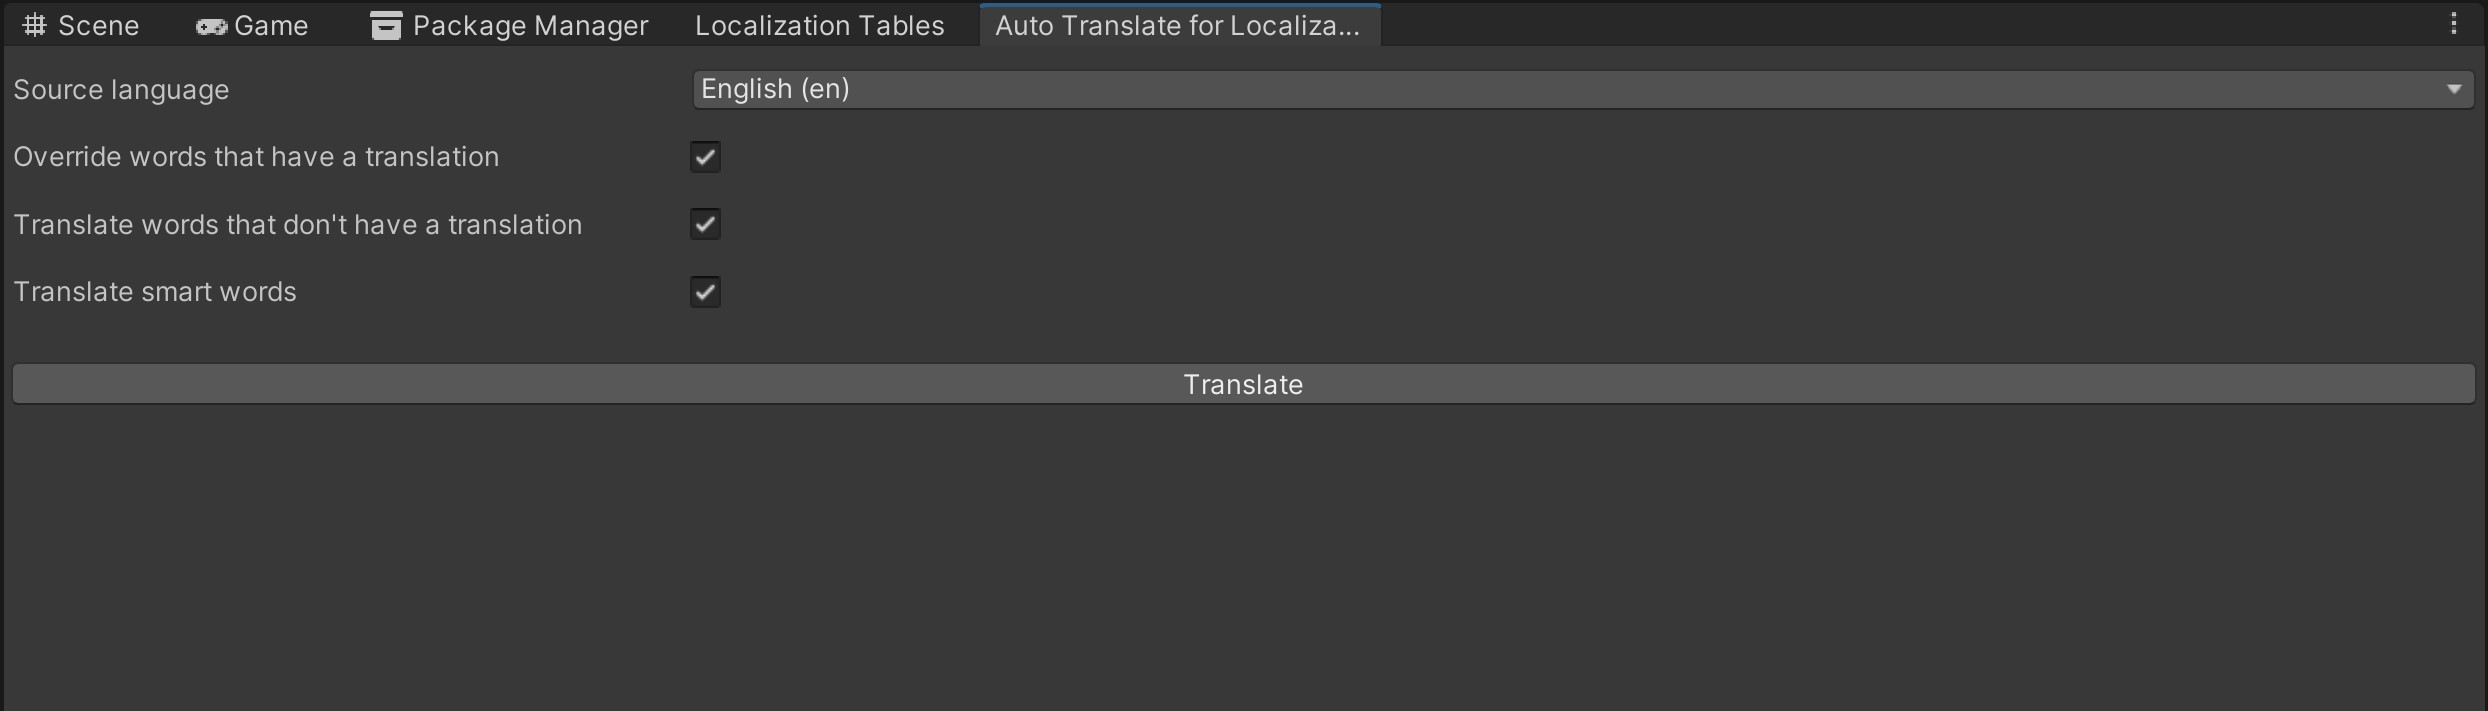 Scene Game Package Manager Localization Tables Auto Translate for Localiza...
Source language English (en)
Override words that have a translation
Translate words that don't have a translation
Translate smart words
Translate